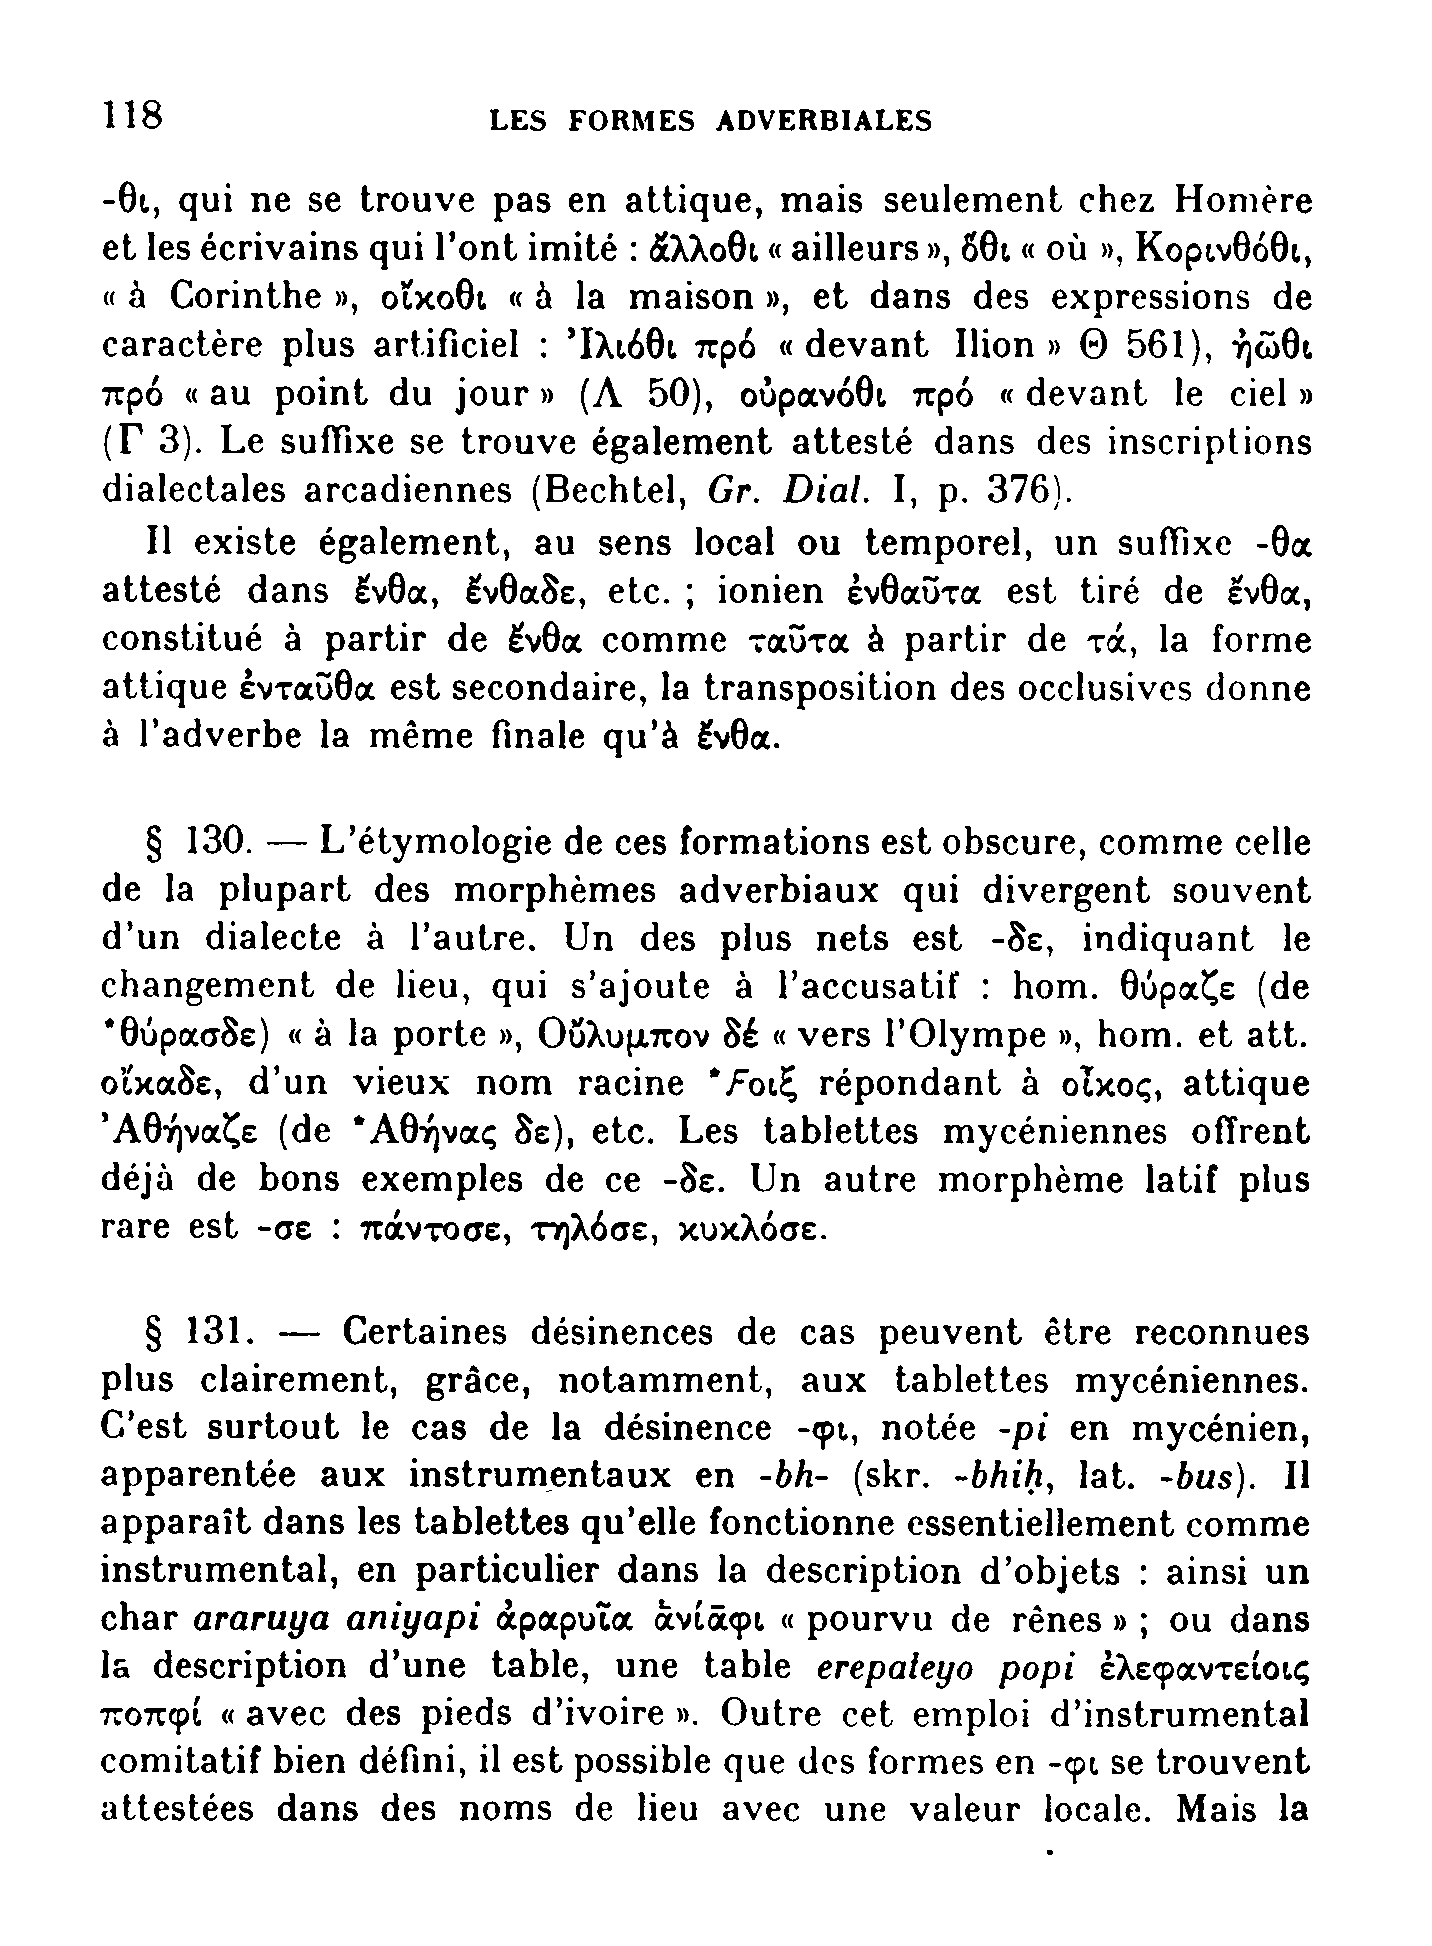 118 LES FORMES ADVERBIALES
-θι, qui ne se trouve pas en attique, mais seulement chez Homère
et les écrivains qui l'ont imité : ἄλλοθι « ailleurs », ὅθι « où », Κορινθόθι,
« à Corinthe », οἴκοθι « à la maison », et dans des expressions de
caractère plus artificiel : Ἰλιόθι πρό « devant Ilion » Θ 561), ἠῶθι
πρό « au point du jour » (Λ 50), οὐρανόθι πρό « devant le ciel »
(Γ 3). Le suffixe se trouve également attesté dans des inscriptions
dialectales arcadiennes (Bechtel, Gr. Dial. I, p. 376).
Il existe également, au sens local ou temporel, un suffixe -θα
attesté dans ἔνθα, ἔνθαδε, etc. ; ionien ἐνθαῦτα est tiré de ἔνθα,
constitué à partir de ἔνθα comme ταῦτα à partir de τά, la forme
attique ἐνταῦθα est secondaire, la transposition des occlusives donne
à l'adverbe la même finale qu'à ἔνθα.
§ 130. — L'étymologie de ces formations est obscure, comme celle
de la plupart des morphèmes adverbiaux qui divergent souvent
d'un dialecte à l'autre. Un des plus nets est -δε, indiquant le
changement de lieu, qui s'ajoute à l'accusatif : hom. θύραζε (de
*θύρασδε) « à la porte », Οὔλυμπον δέ « vers l'Olympe », hom. et att.
οἴκαδε, d'un vieux nom racine *Ϝοιξ répondant à οἶκος, attique
Ἀθήναζε (de *Αθήνας δε), etc. Les tablettes mycéniennes offrent
déjà de bons exemples de ce -δε. Un autre morphème latif plus
rare est -σε : πάντοσε, τηλόσε, κυκλόσε.
§ 131. — Certaines désinences de cas peuvent être reconnues
plus clairement, grâce, notamment, aux tablettes mycéniennes.
C'est surtout le cas de la désinence -φι, notée -pi en mycénien,
apparentée aux instrumentaux en -bh- (skr. -bhiḥ, lat. -bus). Il
apparaît dans les tablettes qu'elle fonctionne essentiellement comme
instrumental, en particulier dans la description d'objets : ainsi un
char araruya aniyapi ἀραρυῖα ἀνίᾱφι « pourvu de rênes » ; ou dans
la description d'une table, une table erepateyo popi ἐλεφαντείοις
ποπφί « avec des pieds d'ivoire ». Outre cet emploi d'instrumental
comitatif bien défini, il est possible que des formes en -φι se trouvent
attestées dans des noms de lieu avec une valeur locale. Mais la